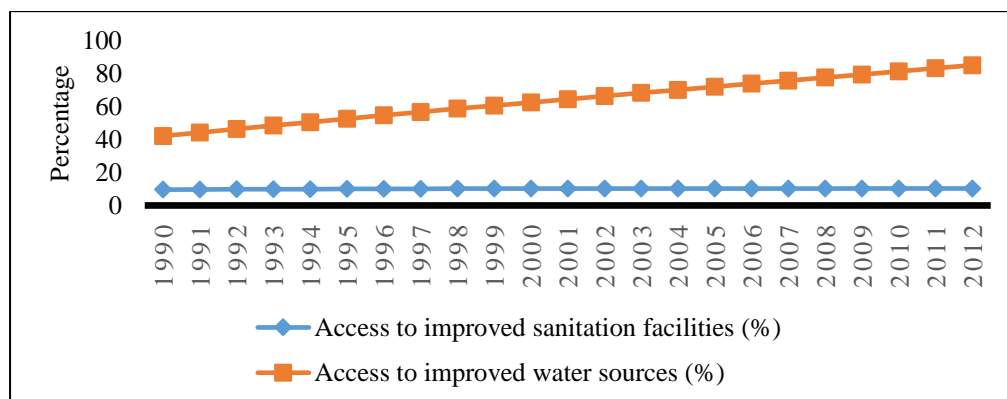 100
80
60
40
20
0
Percentage
1990 1991 1992 1993 1994 1995 1996 1997 1998 1999 2000 2001 2002 2003 2004 2005 2006 2007 2008 2009 2010 2011 2012
Access to improved sanitation facilities (%)
Access to improved water sources (%)